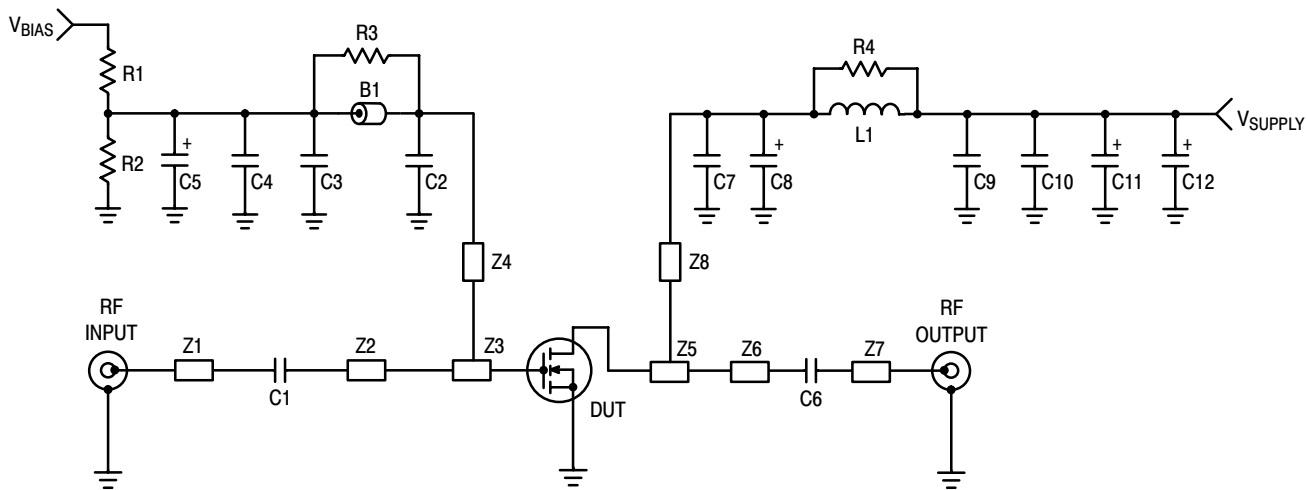 VBIAS
R1
R2
C5
+
C4
C3
R3
B1
C2
Z4
R4
L1
C7
C8
+
C9
C10
C11
+
C12
+
VSUPPLY
Z8
RF
INPUT
Z1
C1
Z2
Z3
DUT
Z5
Z6
C6
Z7
RF
OUTPUT